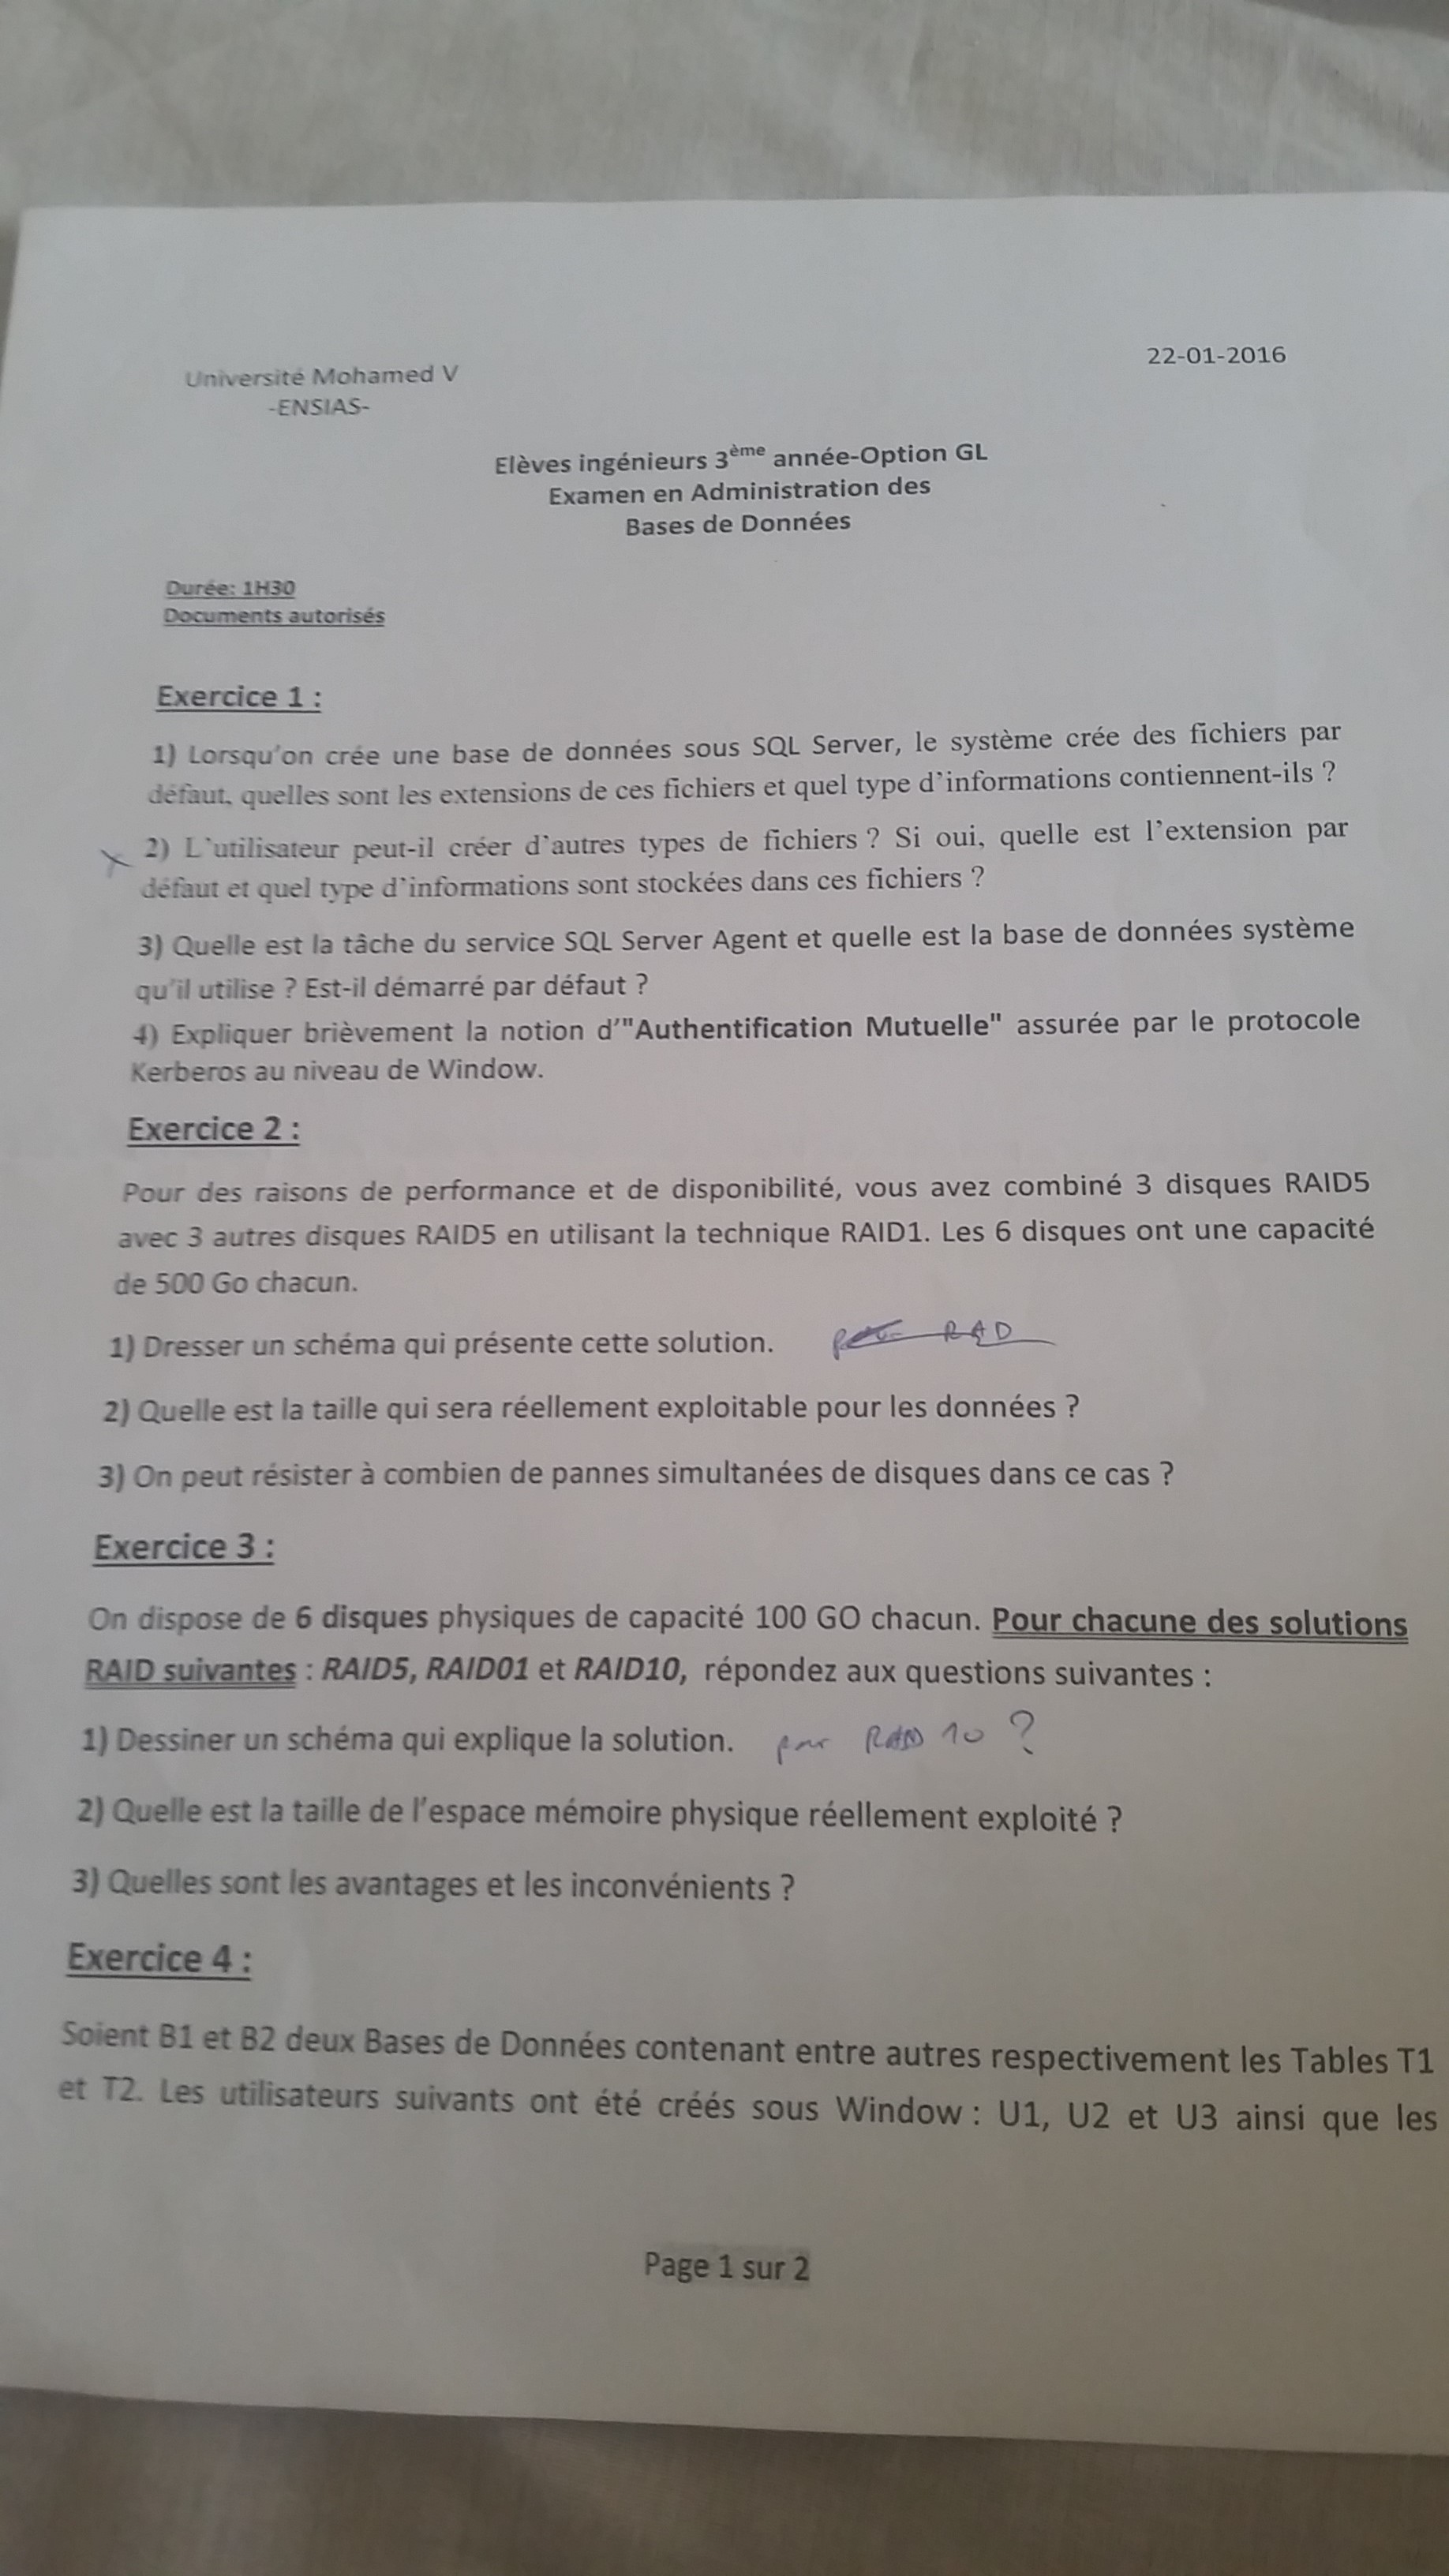 Université Mohamed V
22-01-2016
-ENSIAS-
Elèves ingénieurs 3ème année-Option GL
Examen en Administration des
Bases de Données
Durée: 1H30
Documents autorisés
Exercice 1 :
1) Lorsqu'on crée une base de données sous SQL Server, le système crée des fichiers par
défaut, quelles sont les extensions de ces fichiers et quel type d'informations contiennent-ils ?
2) L'utilisateur peut-il créer d'autres types de fichiers ? Si oui, quelle est l'extension par
défaut et quel type d'informations sont stockées dans ces fichiers ?
3) Quelle est la tâche du service SQL Server Agent et quelle est la base de données système
qu'il utilise ? Est-il démarré par défaut ?
4) Expliquer brièvement la notion d'"Authentification Mutuelle" assurée par le protocole
Kerberos au niveau de Window.
Exercice 2 :
Pour des raisons de performance et de disponibilité, vous avez combiné 3 disques RAID5
avec 3 autres disques RAID5 en utilisant la technique RAID1. Les 6 disques ont une capacité
de 500 Go chacun.
1) Dresser un schéma qui présente cette solution.
2) Quelle est la taille qui sera réellement exploitable pour les données ?
3) On peut résister à combien de pannes simultanées de disques dans ce cas ?
Exercice 3 :
On dispose de 6 disques physiques de capacité 100 GO chacun. Pour chacune des solutions
RAID suivantes : RAID5, RAID01 et RAID10, répondez aux questions suivantes :
1) Dessiner un schéma qui explique la solution. par RAID 10 ?
2) Quelle est la taille de l'espace mémoire physique réellement exploité ?
3) Quelles sont les avantages et les inconvénients ?
Exercice 4 :
Soient B1 et B2 deux Bases de Données contenant entre autres respectivement les Tables T1
et T2. Les utilisateurs suivants ont été créés sous Window : U1, U2 et U3 ainsi que les
Page 1 sur 2